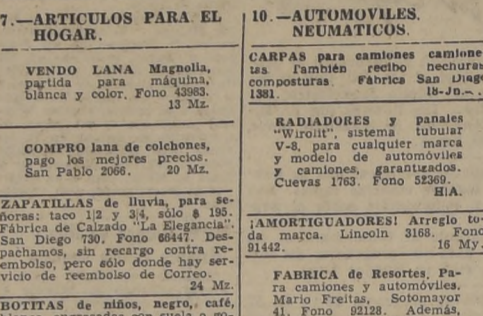 7.—ARTICULOS PARA EL
HOGAR.
VENDO LANA Magnolia,
partida para máquina,
blanca y color. Fono 43983.
13 Mz.
COMPRO lana de colchones,
pago los mejores precios.
San Pablo 2066. 20 Mz.
ZAPATILLAS de lluvia, para se-
ñoras: taco 1|2 y 3|4, sólo $ 195.
Fábrica de Calzado "La Elegancia".
San Diego 730. Fono 66447. Des-
pachamos, sin recargo contra re-
embolso, pero sólo donde hay ser-
vicio de reembolso de Correo.
24 Mz.
BOTITAS de niños, negro, café,
10.—AUTOMOVILES.
NEUMATICOS.
CARPAS para camiones camione-
tas. También recibo hechuras
composturas. Fábrica San Diego
1381. 18-Jn.
RADIADORES y panales
"Wirolit", sistema tubular
V-8, para cualquier marca
y modelo de automóviles
y camiones, garantizados.
Cuevas 1763. Fono 52369.
H|A.
¡AMORTIGUADORES! Arreglo to-
da marca. Lincoln 3168. Fono
91442. 16 My.
FABRICA de Resortes, Pa-
ra camiones y automóviles.
Mario Freitas, Sotomayor
41. Fono 92128. Además,